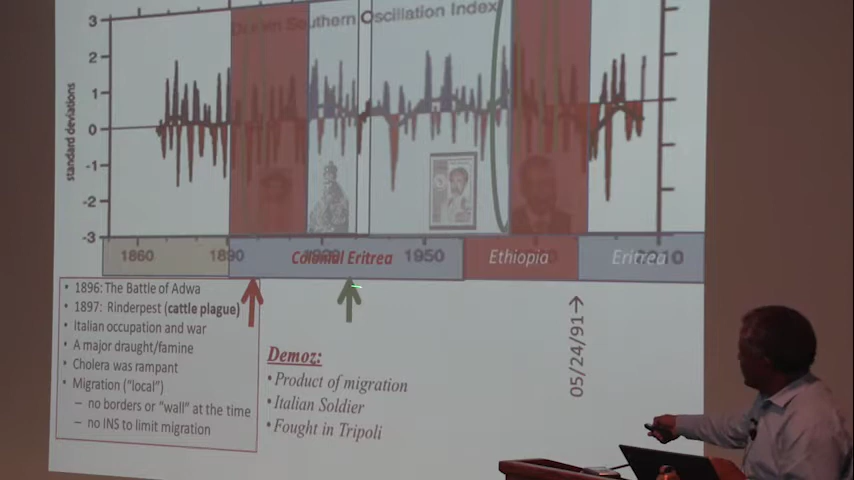 Southern Oscillation Index
standard deviations
3
2
1
0
-1
-2
-3
1860
1890
1950
Colonial Eritrea
Ethiopia
Eritrea
• 1896: The Battle of Adwa
• 1897: Rinderpest (cattle plague)
• Italian occupation and war
• A major draught/famine
• Cholera was rampant
• Migration ("local")
– no borders or "wall" at the time
– no INS to limit migration
Demoz:
• Product of migration
• Italian Soldier
• Fought in Tripoli
05/24/91→